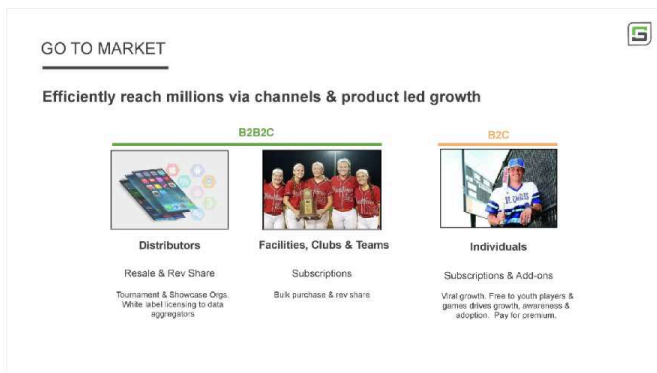 GO TO MARKET
Efficiently reach millions via channels & product led growth
B2B2C
B2C
Distributors
Facilities, Clubs & Teams
Individuals
Resale & Rev Share
Subscriptions
Subscriptions & Add-ons
Tournament & Showcase Orgs.
White label licensing to data
aggregators
Bulk purchase & rev share
Viral growth. Free to youth players &
games drives growth, awareness &
adoption. Pay for premium.